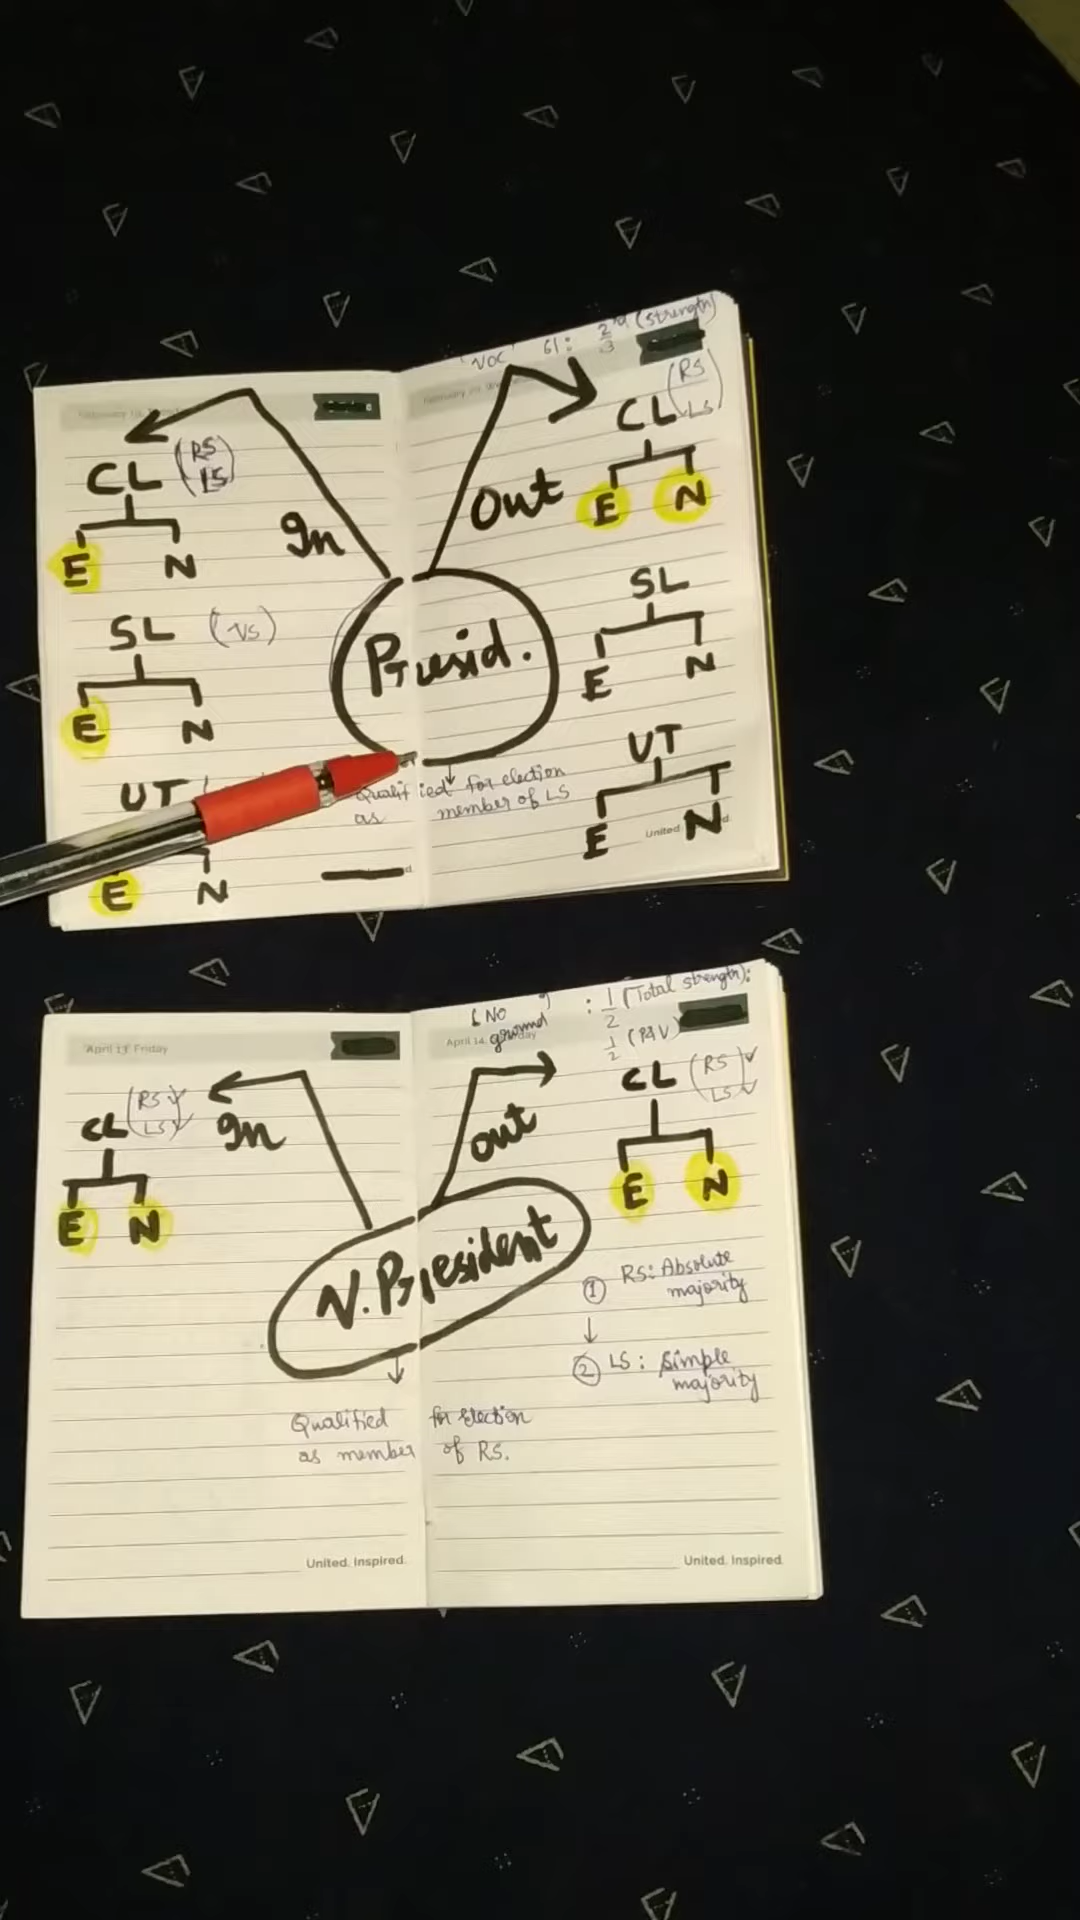 'VOC' 61: 2/3rd (strength)
CL (RS LS)
E N
In
SL (VS)
E N
UT
E N
CL (RS LS)
Out
E N
SL
E N
UT
E N
United
Presid.
Qualified for election
as member of LS
April 13, Friday
CL (RS LS)
In
E N
{ No ground : 1/2 (Total strength):
April 14,
1/2 (P&V)
CL (RS LS)
out
E N
V. President
① RS: Absolute
majority
↓
② LS: Simple
majority
Qualified for election
as member of RS.
United. Inspired.
United. Inspired.